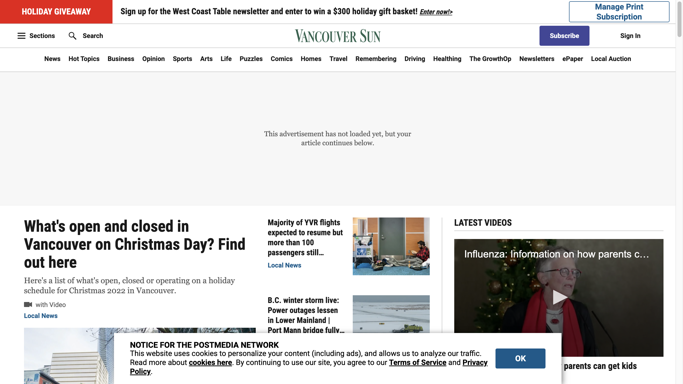 HOLIDAY GIVEAWAY
Sign up for the West Coast Table newsletter and enter to win a $300 holiday gift basket! Enter now!>
Manage Print
Subscription
Sections
Search
VANCOUVER SUN
Subscribe
Sign In
News Hot Topics Business Opinion Sports Arts Life Puzzles Comics Homes Travel Remembering Driving Healthing The GrowthOp Newsletters ePaper Local Auction
This advertisement has not loaded yet, but your
article continues below.
What's open and closed in
Vancouver on Christmas Day? Find
out here
Here's a list of what's open, closed or operating on a holiday
schedule for Christmas 2022 in Vancouver.
with Video
Local News
Majority of YVR flights
expected to resume but
more than 100
passengers still...
Local News
B.C. winter storm live:
Power outages lessen
in Lower Mainland |
Port Mann bridge fully...
LATEST VIDEOS
Influenza: Information on how parents c...
parents can get kids
NOTICE FOR THE POSTMEDIA NETWORK
This website uses cookies to personalize your content (including ads), and allows us to analyze our traffic.
Read more about cookies here. By continuing to use our site, you agree to our Terms of Service and Privacy
Policy.
OK